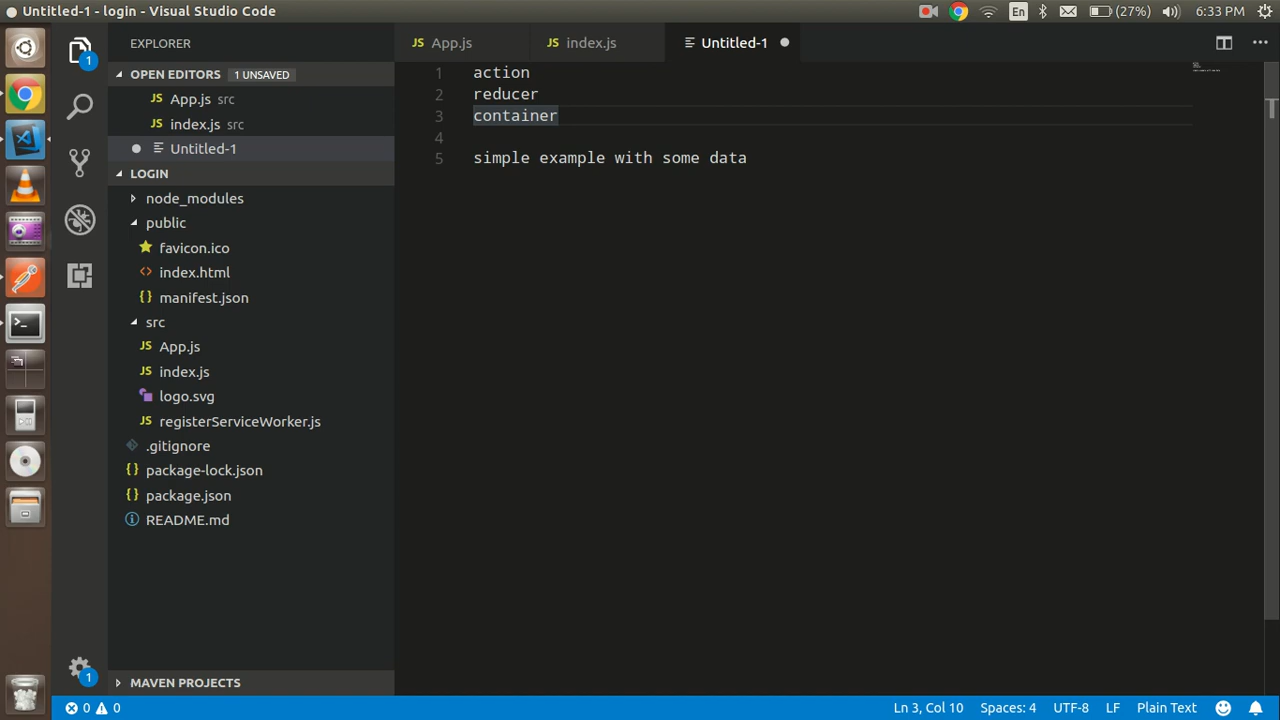 Untitled-1 - login - Visual Studio Code
En
(27%)
6:33 PM
EXPLORER
App.js
index.js
Untitled-1
1
OPEN EDITORS
1 UNSAVED
App.js src
index.js src
Untitled-1
LOGIN
node_modules
public
favicon.ico
index.html
manifest.json
src
App.js
index.js
logo.svg
registerServiceWorker.js
.gitignore
package-lock.json
package.json
README.md
MAVEN PROJECTS
1
1 action
2 reducer
3 container
4
5 simple example with some data
0 0
Ln 3, Col 10
Spaces: 4
UTF-8
LF
Plain Text